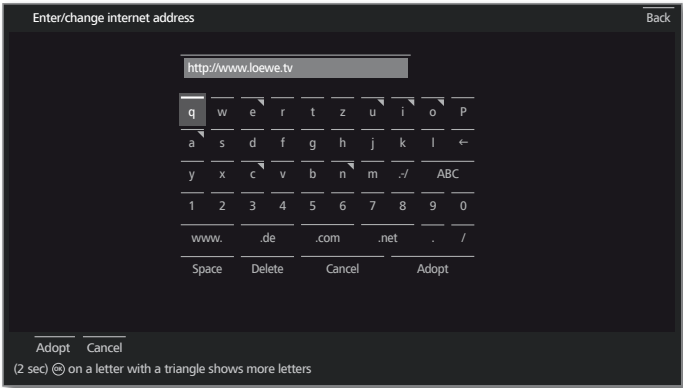 Enter/change internet address Back
http://www.loewe.tv
q w e r t z u i o P
a s d f g h j k l ←
y x c v b n m .-/ ABC
1 2 3 4 5 6 7 8 9 0
www. .de .com .net . /
Space Delete Cancel Adopt
Adopt Cancel
(2 sec) OK on a letter with a triangle shows more letters